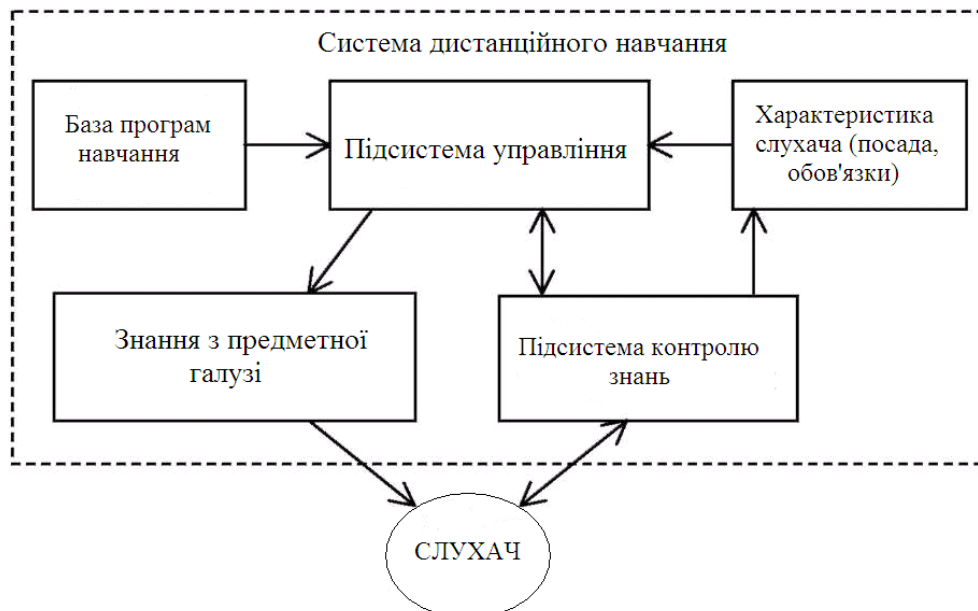 Система дистанційного навчання
База програм
навчання
Підсистема управління
Характеристика
слухача (посада,
обов'язки)
Знання з предметної
галузі
Підсистема контролю
знань
СЛУХАЧ